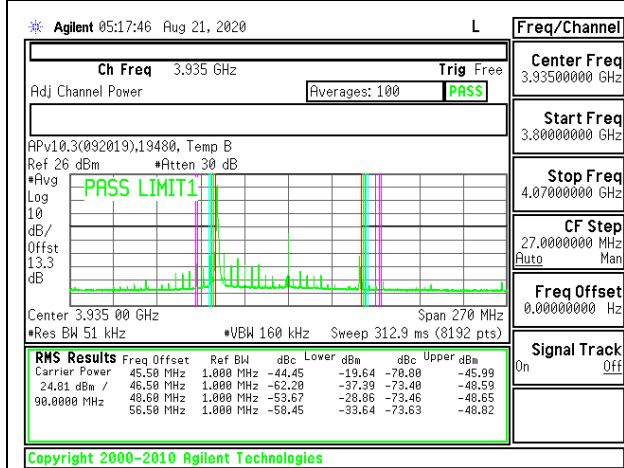 Agilent 05:17:46 Aug 21, 2020 L Freq/Channel
Ch Freq 3.935 GHz Trig Free
Adj Channel Power Averages: 100 PASS
Center Freq
3.93500000 GHz
Start Freq
3.80000000 GHz
APv10.3(092019),19480, Temp B
Ref 26 dBm #Atten 30 dB
#Avg
Log
10
dB/
Offst
13.3
dB
PASS LIMIT1
Stop Freq
4.07000000 GHz
CF Step
27.0000000 MHz
Auto Man
Freq Offset
0.00000000 Hz
Center 3.935 00 GHz Span 270 MHz
#Res BW 51 kHz #VBW 160 kHz Sweep 312.9 ms (8192 pts)
Signal Track
On Off
RMS Results Freq Offset Ref BW dBc Lower dBm dBc Upper dBm
Carrier Power 45.50 MHz 1.000 MHz -44.45 -19.64 -70.80 -45.99
24.81 dBm / 46.50 MHz 1.000 MHz -62.20 -37.39 -73.40 -48.59
90.0000 MHz 48.60 MHz 1.000 MHz -53.67 -28.86 -73.46 -48.65
56.50 MHz 1.000 MHz -58.45 -33.64 -73.63 -48.82
Copyright 2000-2010 Agilent Technologies